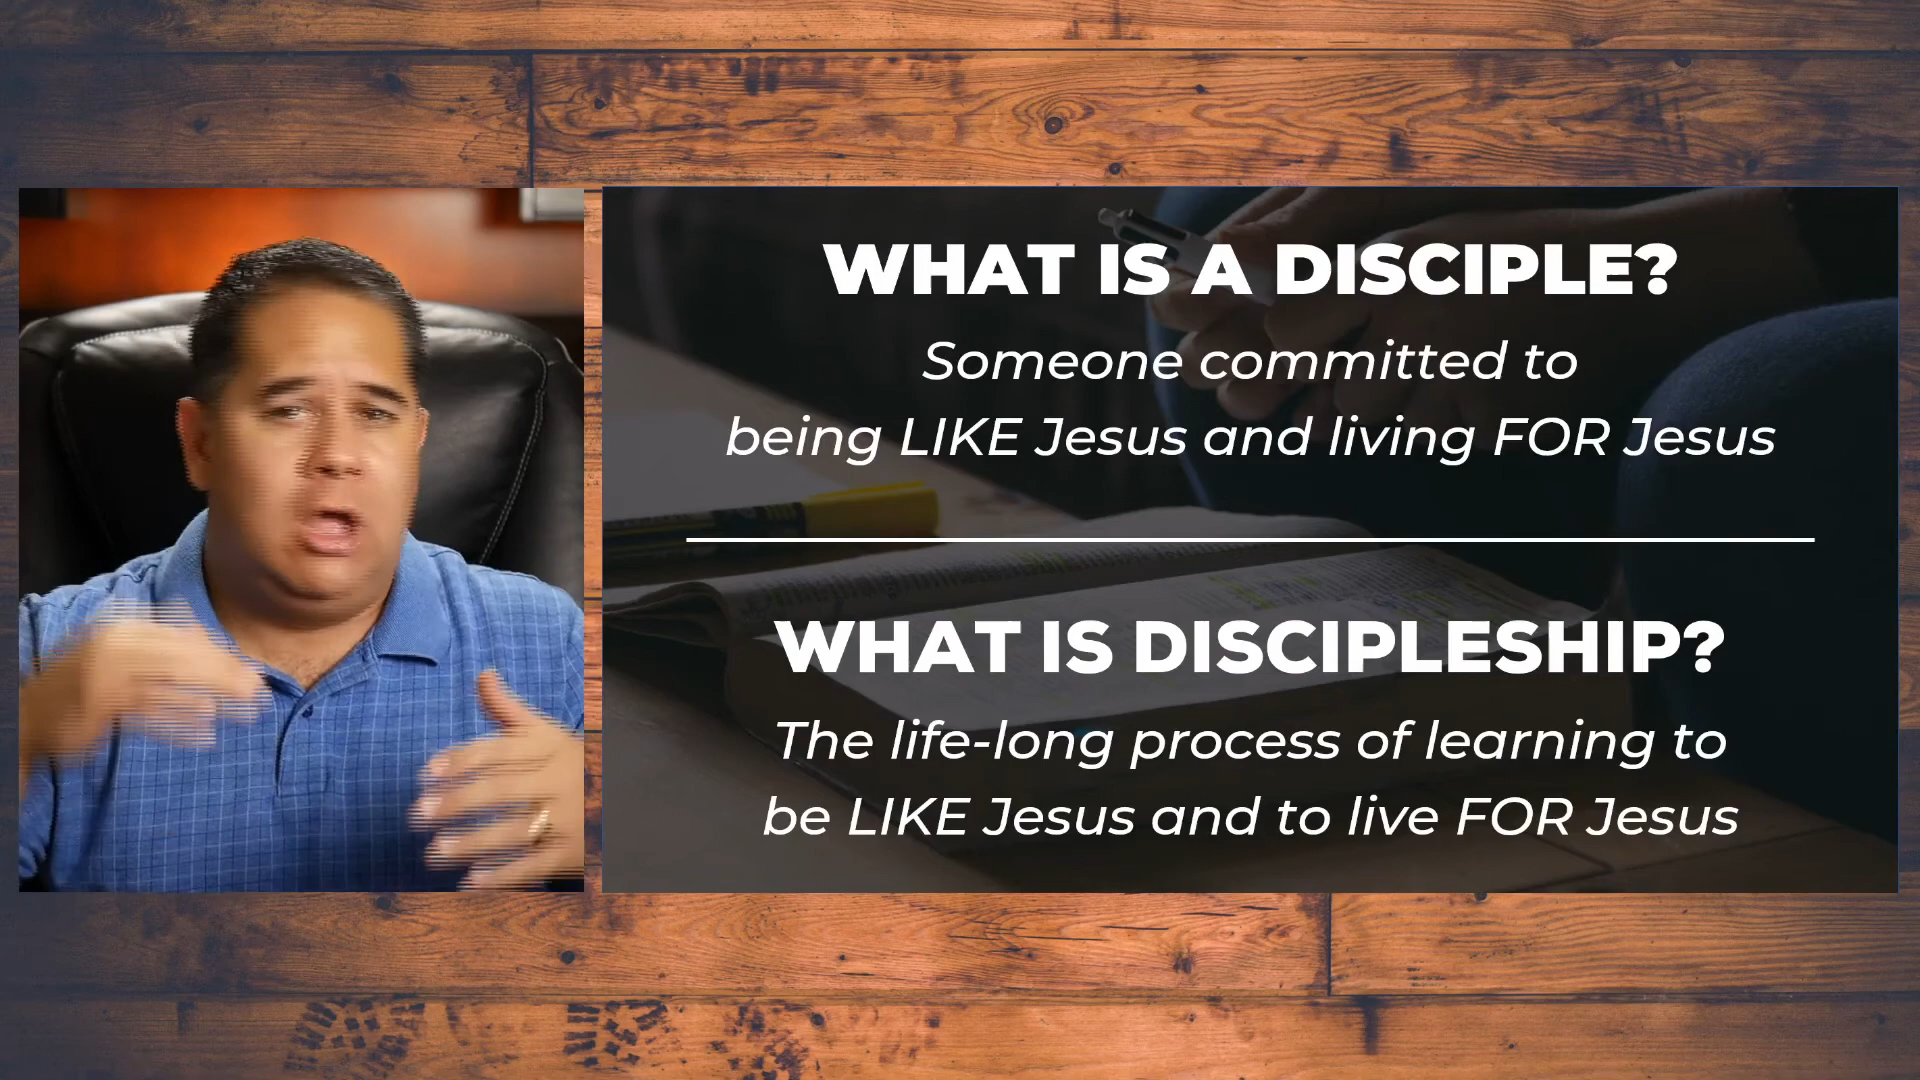 WHAT IS A DISCIPLE?
Someone committed to
being LIKE Jesus and living FOR Jesus
WHAT IS DISCIPLESHIP?
The life-long process of learning to
be LIKE Jesus and to live FOR Jesus